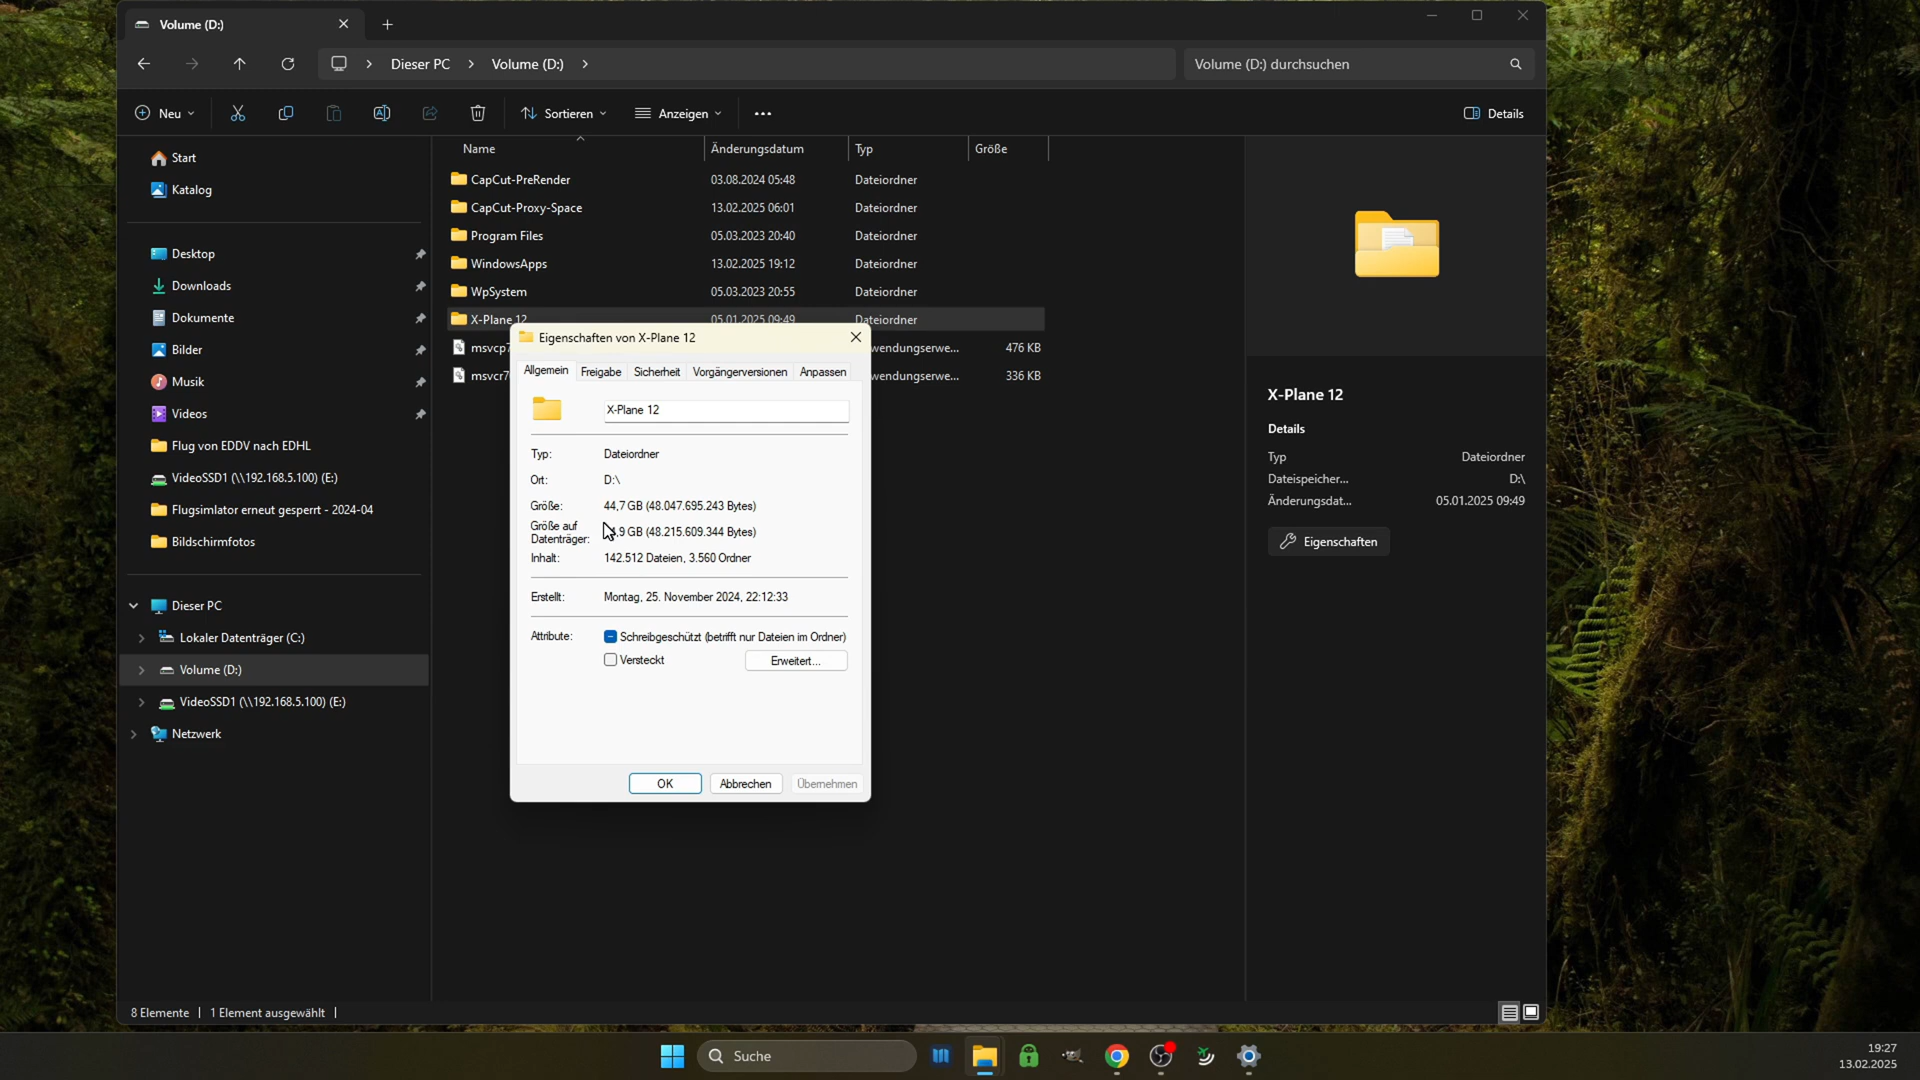 Volume (D:)
Dieser PC
Volume (D:)
Volume (D:) durchsuchen
Neu
Sortieren
Anzeigen
Details
Start
Katalog
Desktop
Downloads
Dokumente
Bilder
Musik
Videos
Flug von EDDV nach EDHL
VideoSSD1 (\\192.168.5.100) (E:)
Flugsimlator erneut gesperrt - 2024-04
Bildschirmfotos
Dieser PC
Lokaler Datenträger (C:)
Volume (D:)
VideoSSD1 (\\192.168.5.100) (E:)
Netzwerk
Name Änderungsdatum Typ Größe
CapCut-PreRender 03.08.2024 05:48 Dateiordner
CapCut-Proxy-Space 13.02.2025 06:01 Dateiordner
Program Files 05.03.2023 20:40 Dateiordner
WindowsApps 13.02.2025 19:12 Dateiordner
WpSystem 05.03.2023 20:55 Dateiordner
X-Plane 12 05.01.2025 09:49 Dateiordner
476 KB
336 KB
Eigenschaften von X-Plane 12
Allgemein Freigabe Sicherheit Vorgängerversionen Anpassen
X-Plane 12
Typ: Dateiordner
Ort: D:\
Größe: 44,7 GB (48.047.695.243 Bytes)
Größe auf
Datenträger: ,9 GB (48.215.609.344 Bytes)
Inhalt: 142.512 Dateien, 3.560 Ordner
Erstellt: Montag, 25. November 2024, 22:12:33
Attribute: Schreibgeschützt (betrifft nur Dateien im Ordner)
Versteckt Erweitert...
OK Abbrechen Übernehmen
X-Plane 12
Details
Typ Dateiordner
Dateispeicher... D:\
Änderungsdat... 05.01.2025 09:49
Eigenschaften
8 Elemente
1 Element ausgewählt
Suche
19:27
13.02.2025